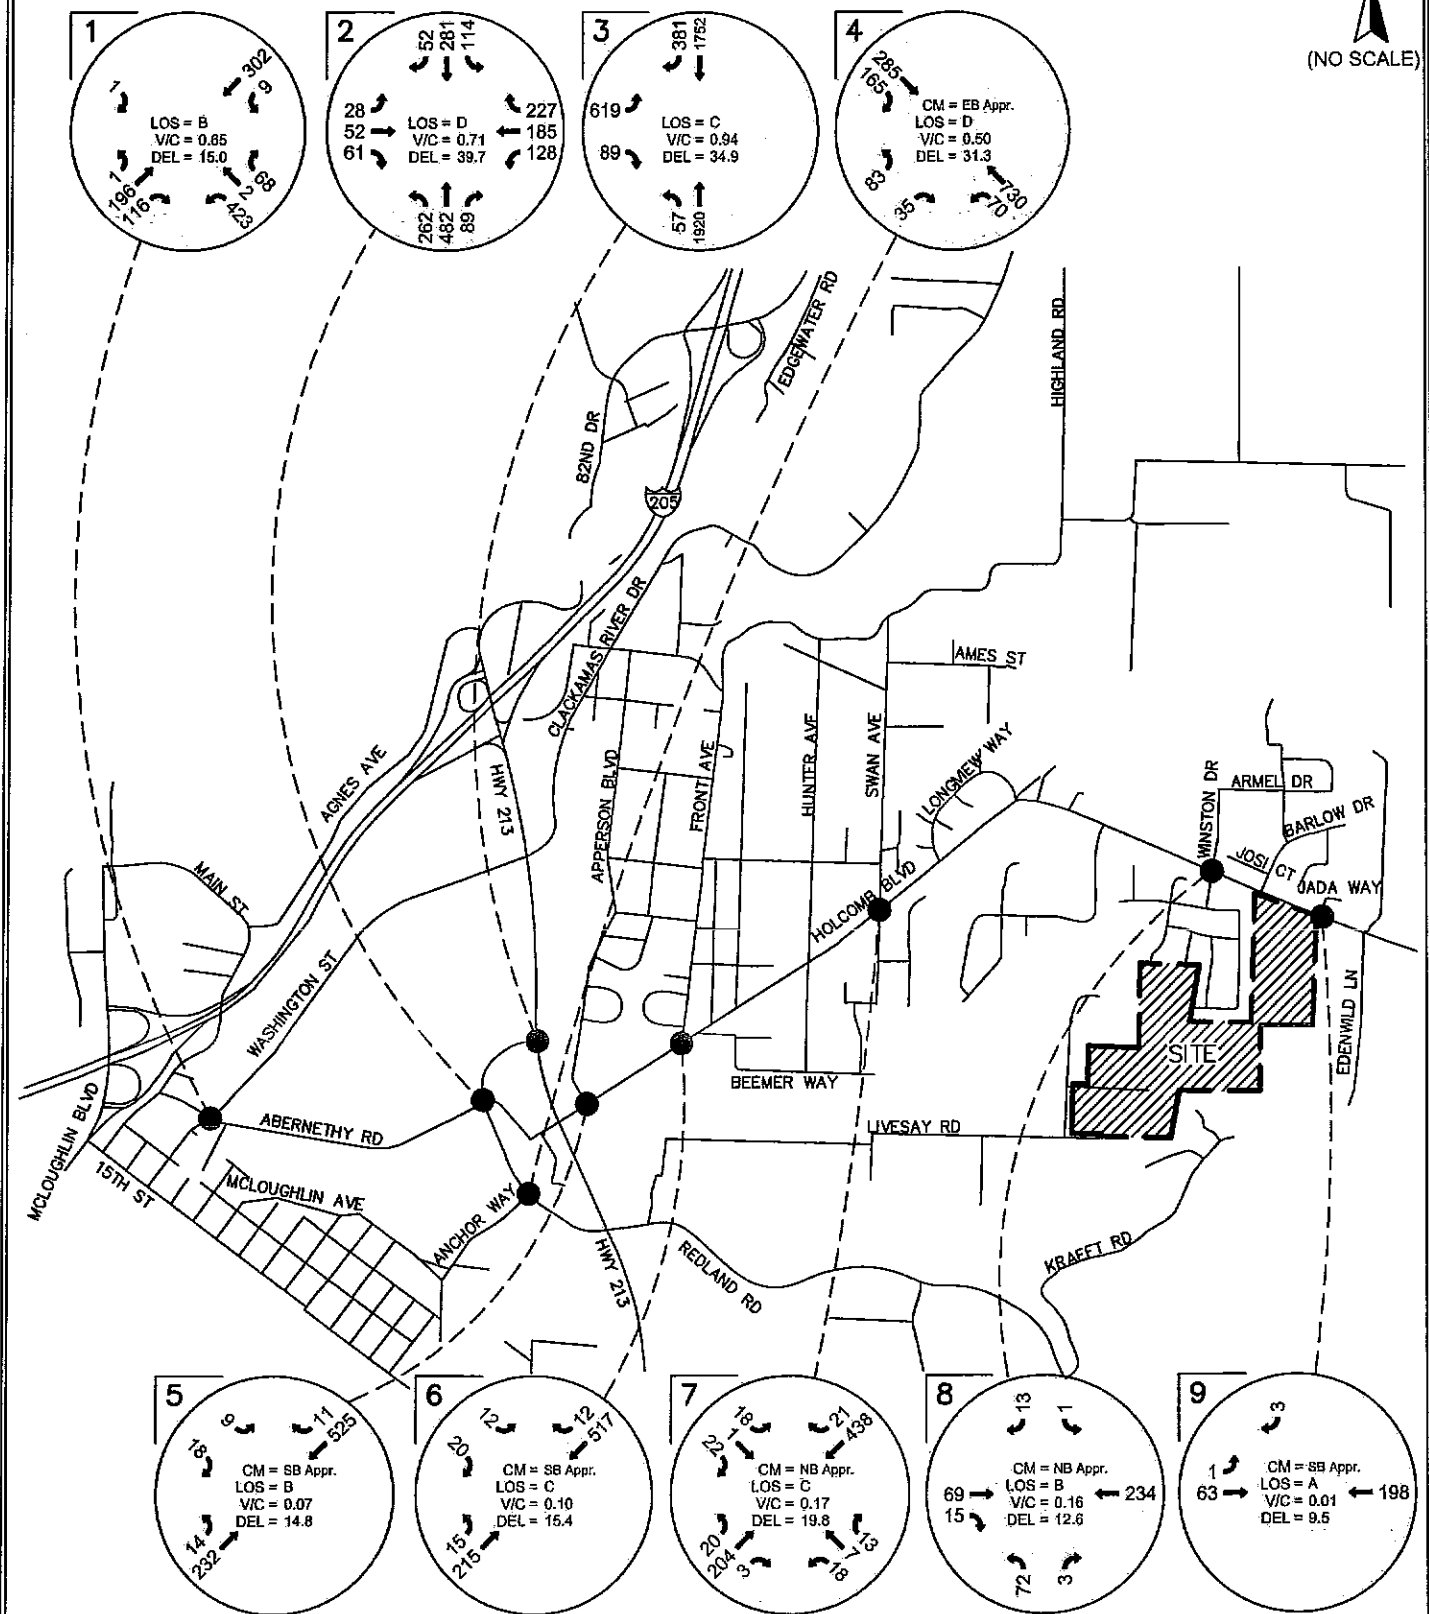 (NO SCALE)
1
1
302
9
LOS = B
V/C = 0.65
DEL = 15.0
1
196
116
68
2
423
2
52
281
114
28
52
61
LOS = D
V/C = 0.71
DEL = 39.7
227
185
128
262
482
89
3
381
1752
619
89
LOS = C
V/C = 0.94
DEL = 34.9
57
1920
4
285
165
CM = EB Appr.
LOS = D
V/C = 0.50
DEL = 31.3
83
35
730
70
EDGEWATER RD
HIGHLAND RD
82ND DR
205
CLACKAMAS RIVER DR
AMES ST
AGNES AVE
HWY 213
APPERSON BLVD
FRONT AVE
HUNTER AVE
SWAN AVE
LONGVIEW WAY
WINSTON DR
ARMEL DR
BARLOW DR
JOSI CT
JADA WAY
MAIN ST
HOLCOMB BLVD
WASHINGTON ST
EDENWILD LN
SITE
BEEMER WAY
MCLOUGHLIN BLVD
ABERNETHY RD
LIVESAY RD
15TH ST
MCLOUGHLIN AVE
ANCHOR WAY
HWY 213
REDLAND RD
KRAFFT RD
5
9
18
11
525
CM = SB Appr.
LOS = B
V/C = 0.07
DEL = 14.8
14
232
6
12
20
12
517
CM = SB Appr.
LOS = C
V/C = 0.10
DEL = 15.4
15
215
7
18
1
22
21
438
CM = NB Appr.
LOS = C
V/C = 0.17
DEL = 19.8
20
204
3
13
7
18
8
13
1
69
15
CM = NB Appr.
LOS = B
V/C = 0.16
DEL = 12.6
234
72
3
9
3
1
63
CM = SB Appr.
LOS = A
V/C = 0.01
DEL = 9.5
198